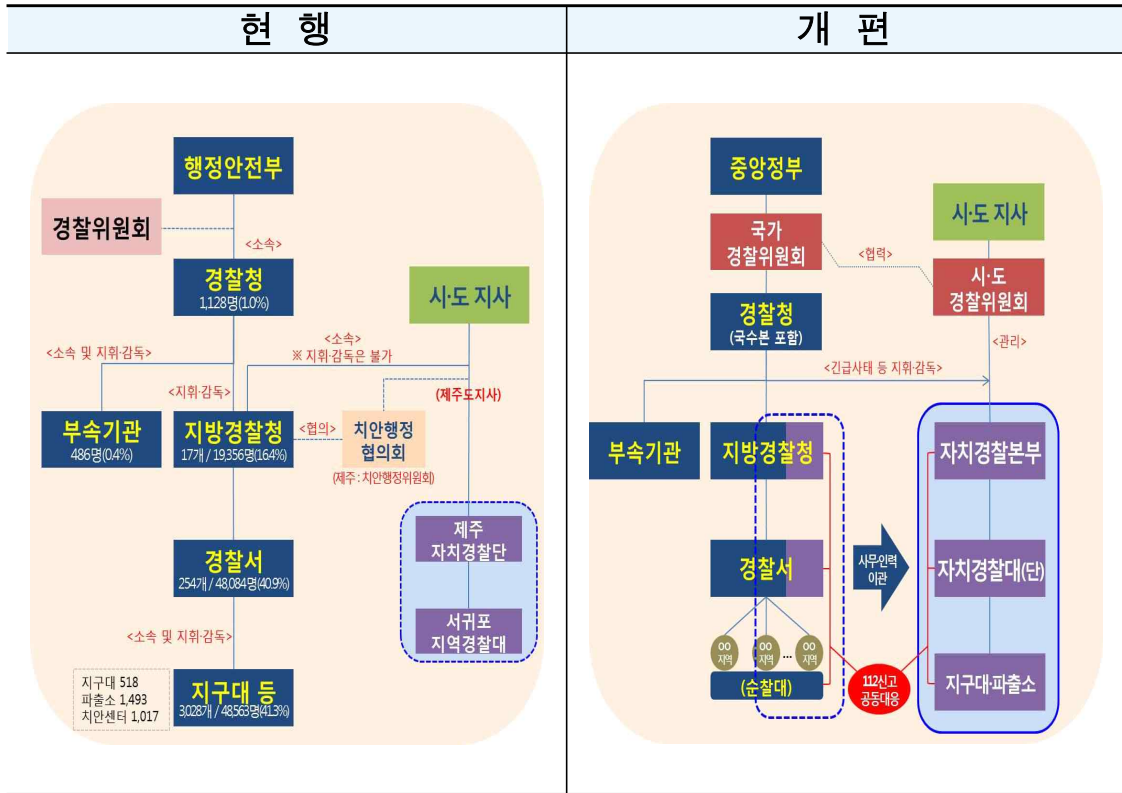 현 행
개 편
행정안전부
경찰위원회
<소속>
경찰청
1,128명(1.0%)
시·도 지사
<소속>
※ 지휘·감독은 불가
<소속 및 지휘·감독>
<지휘·감독>
(제주도지사)
부속기관
486명(0.4%)
지방경찰청
17개 / 19,356명(16.4%)
<협의>
치안행정
협의회
(제주 : 치안행정위원회)
제주
자치경찰단
경찰서
254개 / 48,084명(40.9%)
서귀포
지역경찰대
<소속 및 지휘·감독>
지구대 518
파출소 1,493
치안센터 1,017
지구대 등
3,028개 / 48,563명(41.3%)
중앙정부
시·도 지사
국가
경찰위원회
<협력>
시·도
경찰위원회
경찰청
(국수본 포함)
<관리>
<긴급사태 등 지휘·감독>
부속기관
지방경찰청
자치경찰본부
경찰서
사무·인력
이관
자치경찰대(단)
OO
지역
OO
지역
...
OO
지역
(순찰대)
112신고
공동대응
지구대·파출소